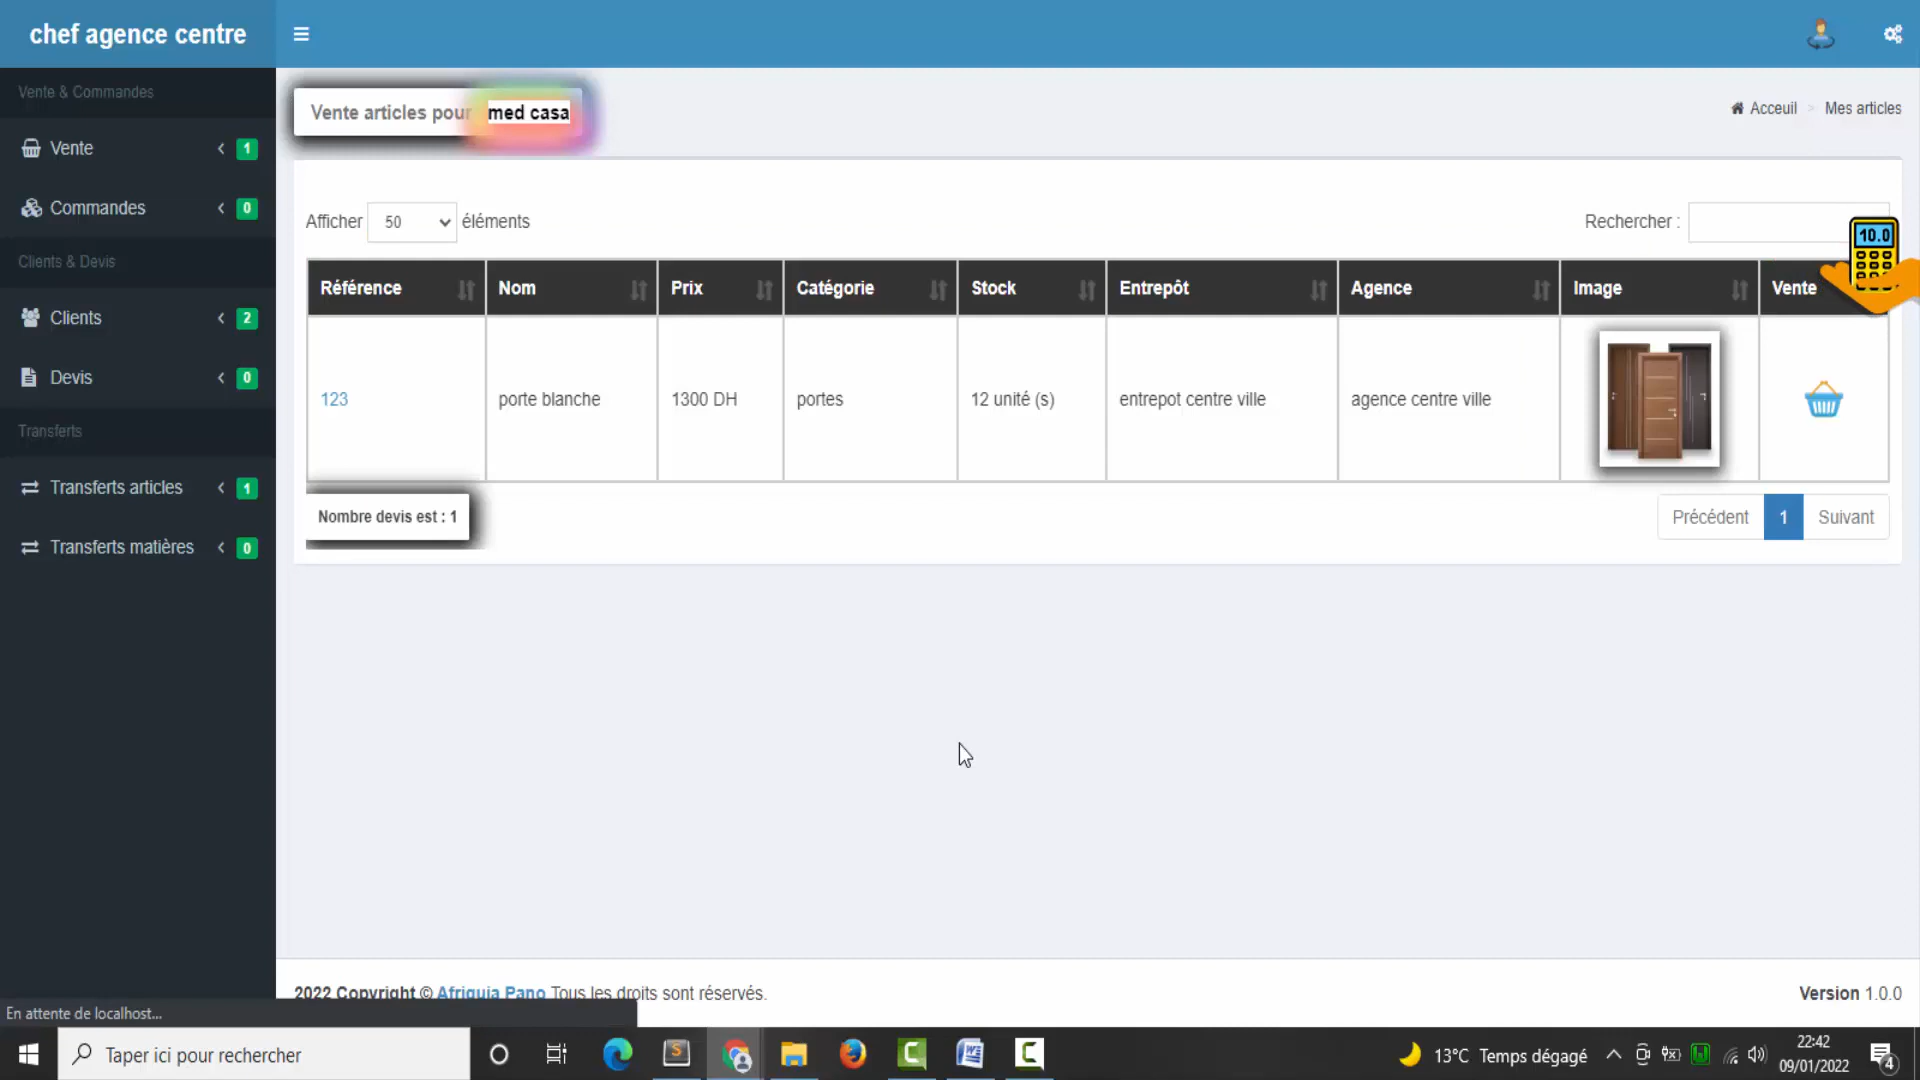 chef agence centre
Vente & Commandes
Vente 1
Commandes 0
Clients & Devis
Clients 2
Devis 0
Transferts
Transferts articles 1
Transferts matières 0
Vente articles pour med casa
Acceuil > Mes articles
Afficher 50 éléments
Rechercher :
10.0
Référence Nom Prix Catégorie Stock Entrepôt Agence Image Vente
123 porte blanche 1300 DH portes 12 unité (s) entrepot centre ville agence centre ville
Nombre devis est : 1
Précédent 1 Suivant
2022 Copyright © Afriquia Pano Tous les droits sont réservés.
Version 1.0.0
En attente de localhost...
Taper ici pour rechercher
13°C Temps dégagé
22:42
09/01/2022
4